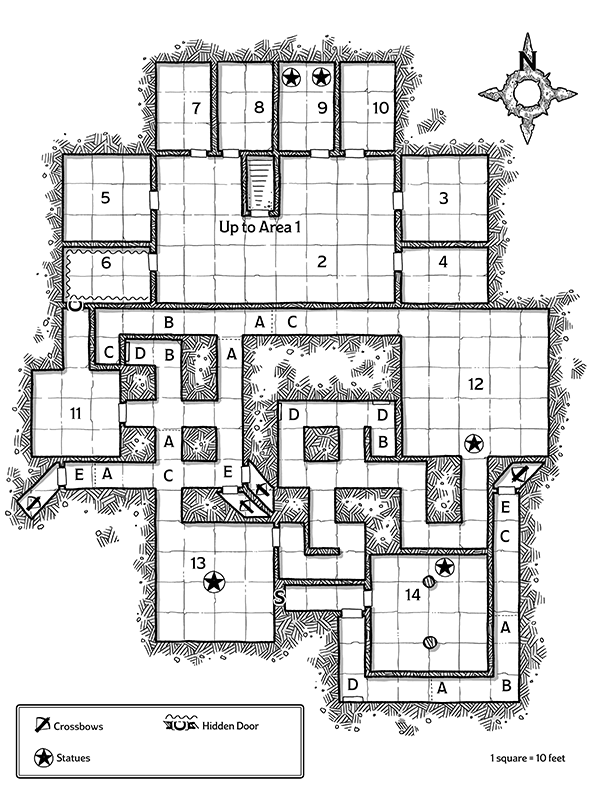 N
7 8 9 10
5 3
Up to Area 1
6 2 4
B A C
C D B A
12
11 D D
A B
E A C E
E
C
13
14
S
A
D A B
Crossbows Hidden Door
Statues
1 square = 10 feet